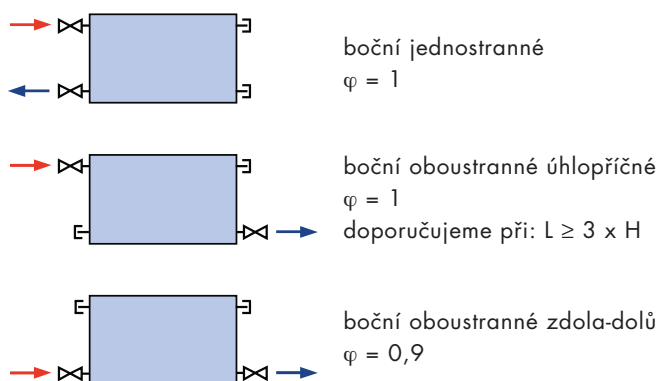 boční jednostranné
φ = 1
boční oboustranné úhlopříčné
φ = 1
doporučujeme při: L ≥ 3 x H
boční oboustranné zdola-dolů
φ = 0,9